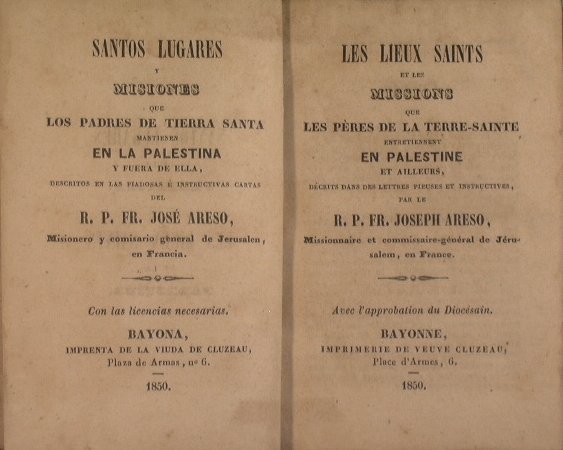 SANTOS LUGARES
Y
MISIONES
QUE
LOS PADRES DE TIERRA SANTA
MANTIENEN
EN LA PALESTINA
Y FUERA DE ELLA,
DESCRITOS EN LAS PIADOSAS É INSTRUCTIVAS CARTAS
DEL
R. P. FR. JOSÉ ARESO,
Misionero y comisario general de Jerusalen,
en Francia.
Con las licencias necesarias.
BAYONA,
IMPRENTA DE LA VIUDA DE CLUZEAU,
Plaza de Armas, nº 6.
1850.
LES LIEUX SAINTS
ET LES
MISSIONS
QUE
LES PÈRES DE LA TERRE-SAINTE
ENTRETIENNENT
EN PALESTINE
ET AILLEURS,
DÉCRITS DANS DES LETTRES PIEUSES ET INSTRUCTIVES,
PAR LE
R. P. FR. JOSEPH ARESO,
Missionnaire et commissaire-général de Jéru-
salem, en France.
Avec l'approbation du Diocésain.
BAYONNE,
IMPRIMERIE DE VEUVE CLUZEAU,
Place d'Armes, 6.
1850.